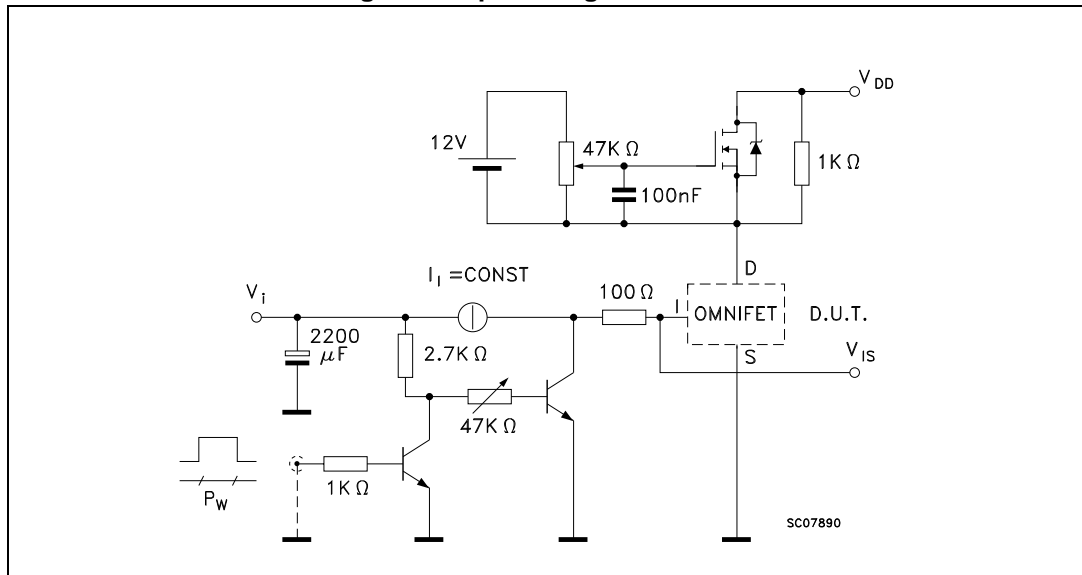 V DD
12V
47K Ω
1K Ω
100nF
D
I I =CONST
V i
100 Ω
I
OMNIFET
D.U.T.
2200
µF
2.7K Ω
S
V IS
47K Ω
1K Ω
P W
SC07890